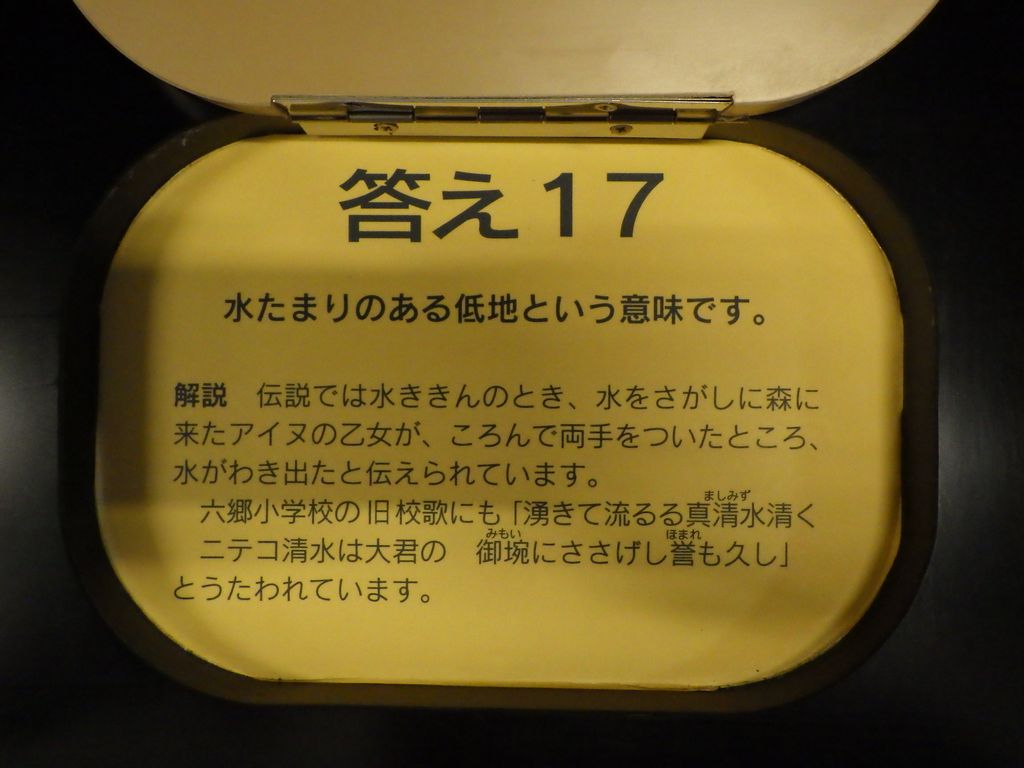 答え17
水たまりのある低地という意味です。
解説　伝説では水ききんのとき、水をさがしに森に
来たアイヌの乙女が、ころんで両手をついたところ、
水がわき出たと伝えられています。
六郷小学校の旧校歌にも「湧きて流るる真清水清く
ましみず
ニテコ清水は大君の　御埦にささげし誉も久し」
みもい
ほまれ
とうたわれています。